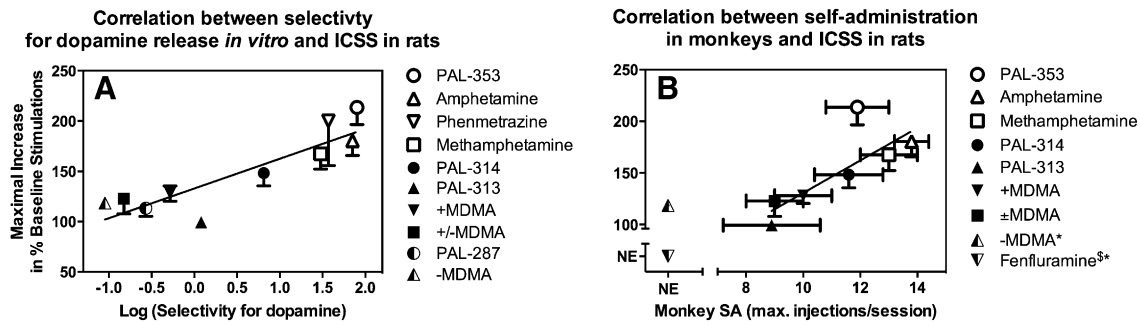 Correlation between selectivty
for dopamine release in vitro and ICSS in rats
A
Maximal Increase
in % Baseline Stimulations
250
200
150
100
50
-1.0 -0.5 0.0 0.5 1.0 1.5 2.0
Log (Selectivity for dopamine)
PAL-353
Amphetamine
Phenmetrazine
Methamphetamine
PAL-314
PAL-313
+MDMA
+/-MDMA
PAL-287
-MDMA
Correlation between self-administration
in monkeys and ICSS in rats
B
250
200
150
100
NE
NE 8 10 12 14
Monkey SA (max. injections/session)
PAL-353
Amphetamine
Methamphetamine
PAL-314
PAL-313
+MDMA
±MDMA
-MDMA*
Fenfluramine$*